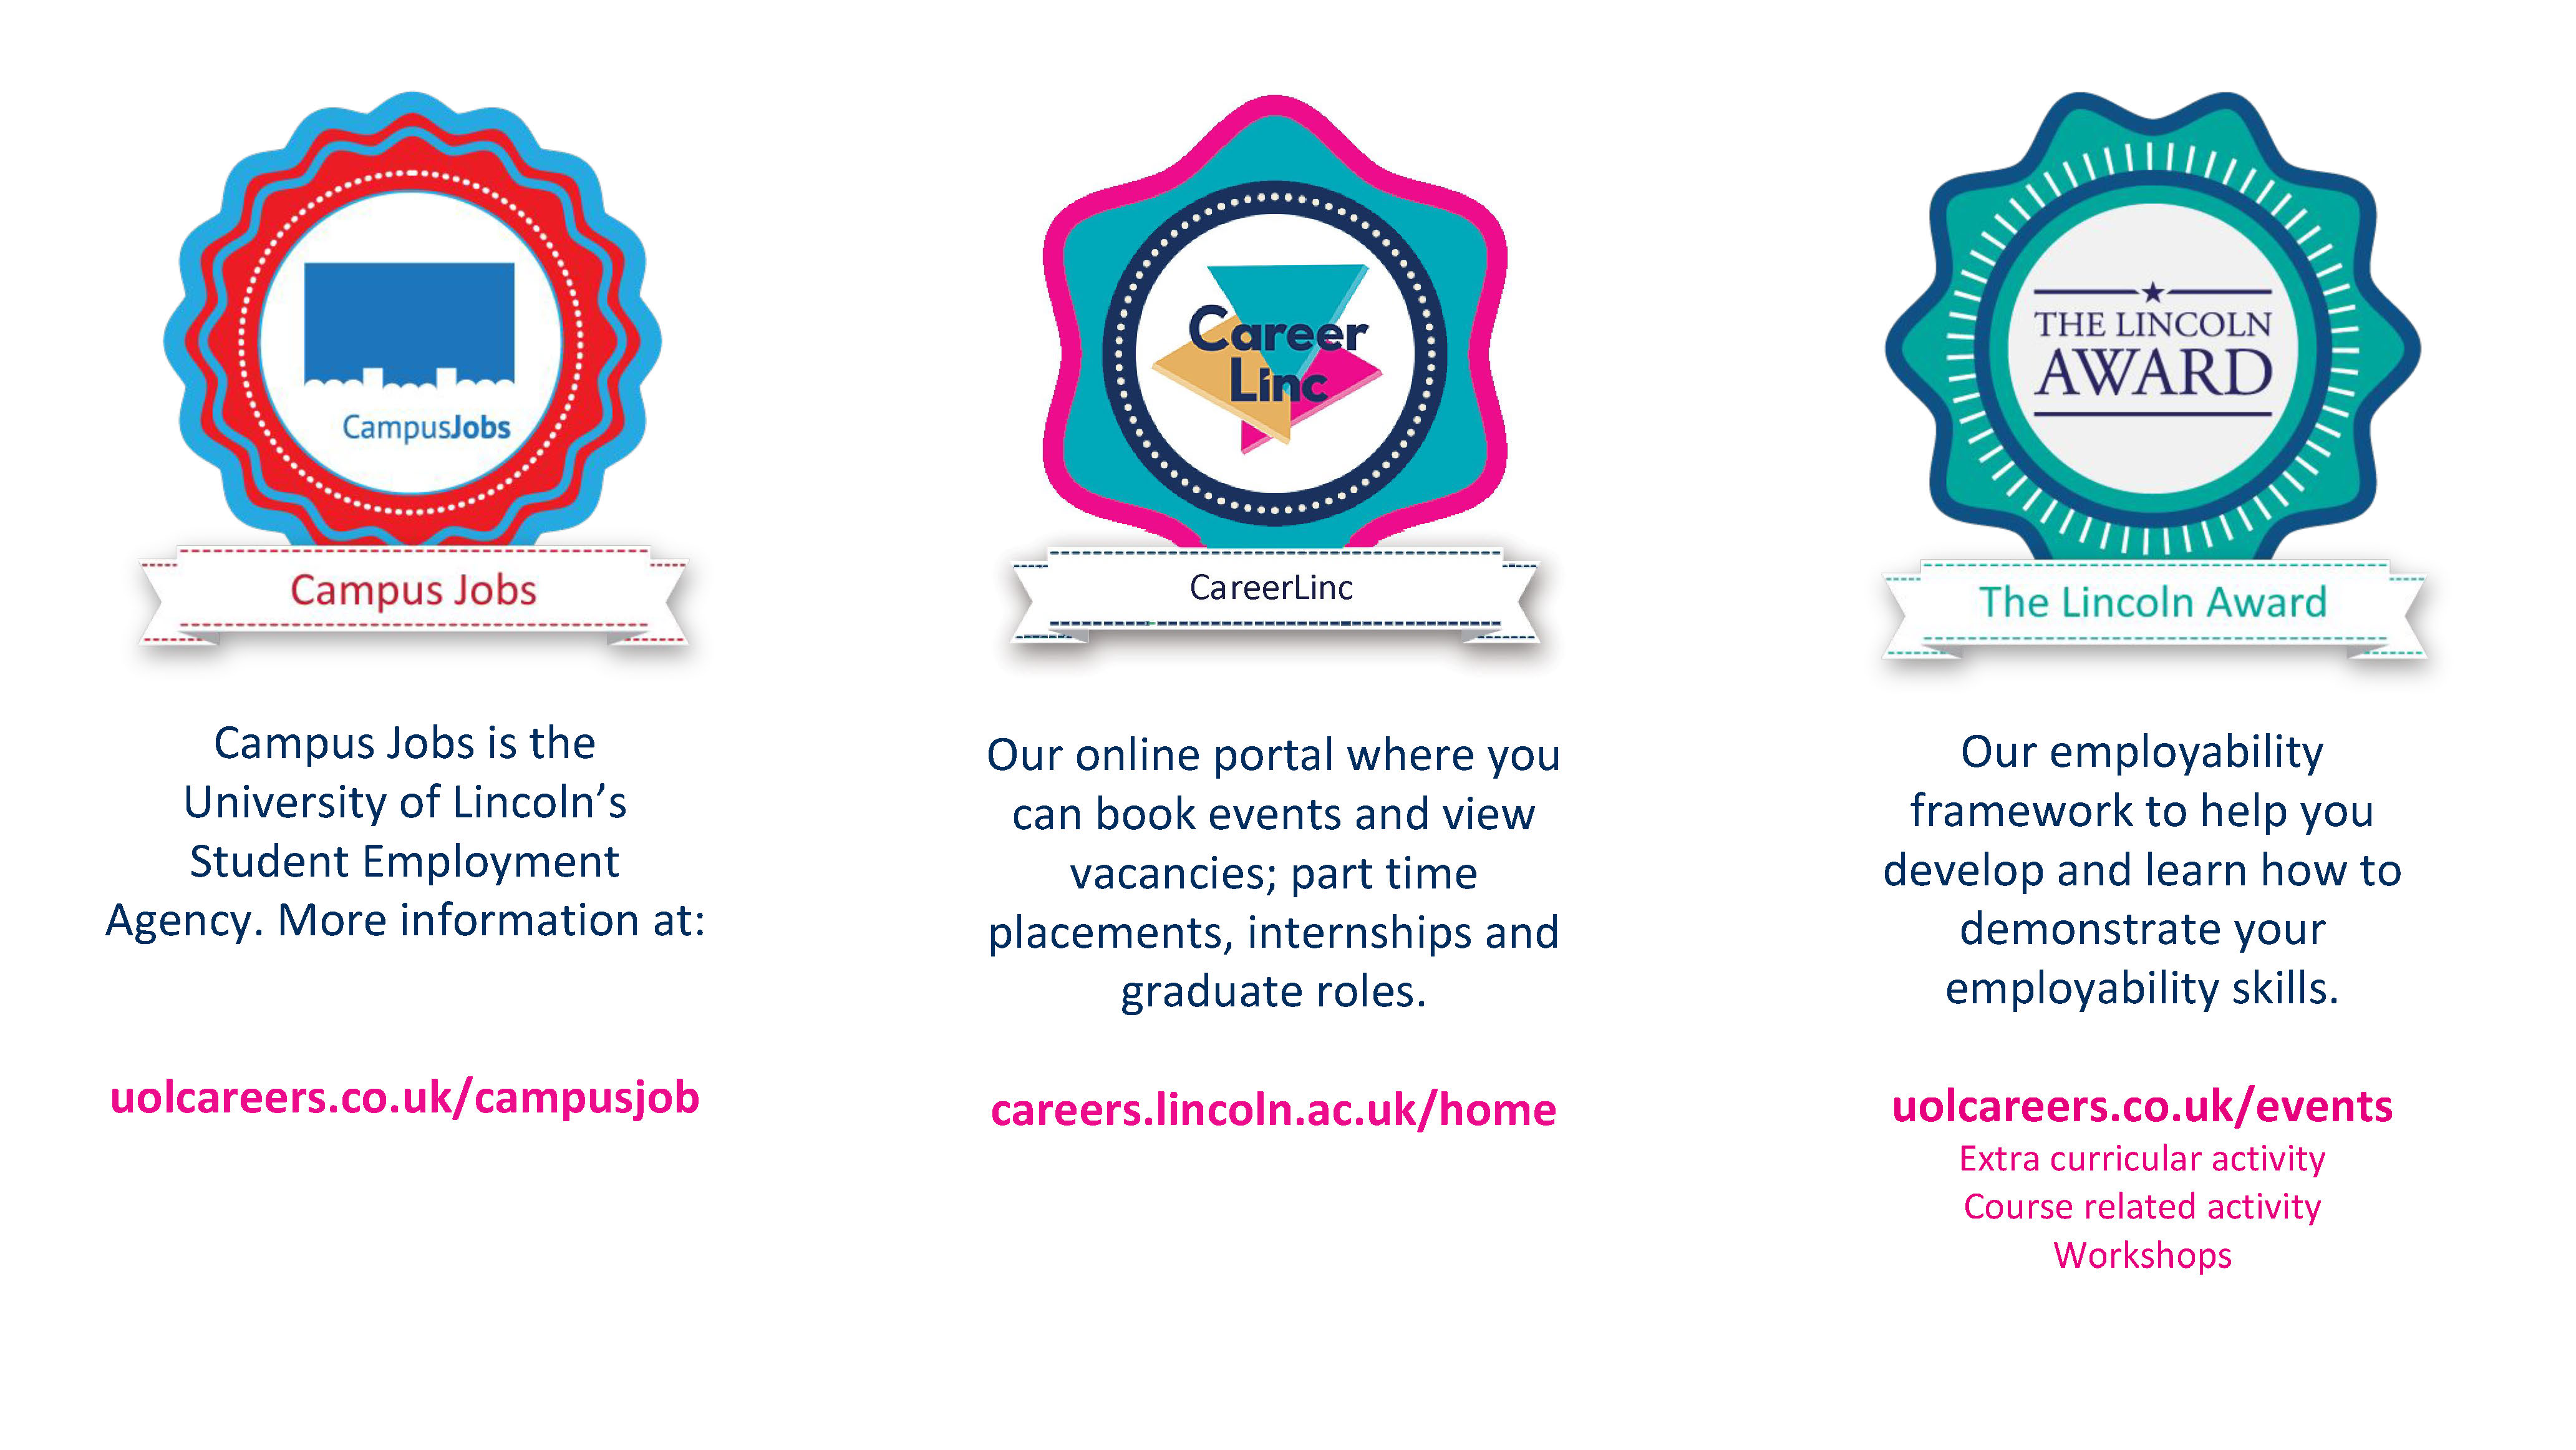 CampusJobs
Campus Jobs
Campus Jobs is the
University of Lincoln’s
Student Employment
Agency. More information at:
uolcareers.co.uk/campusjob
Career
Linc
CareerLinc
Our online portal where you
can book events and view
vacancies; part time
placements, internships and
graduate roles.
careers.lincoln.ac.uk/home
THE LINCOLN
AWARD
The Lincoln Award
Our employability
framework to help you
develop and learn how to
demonstrate your
employability skills.
uolcareers.co.uk/events
Extra curricular activity
Course related activity
Workshops